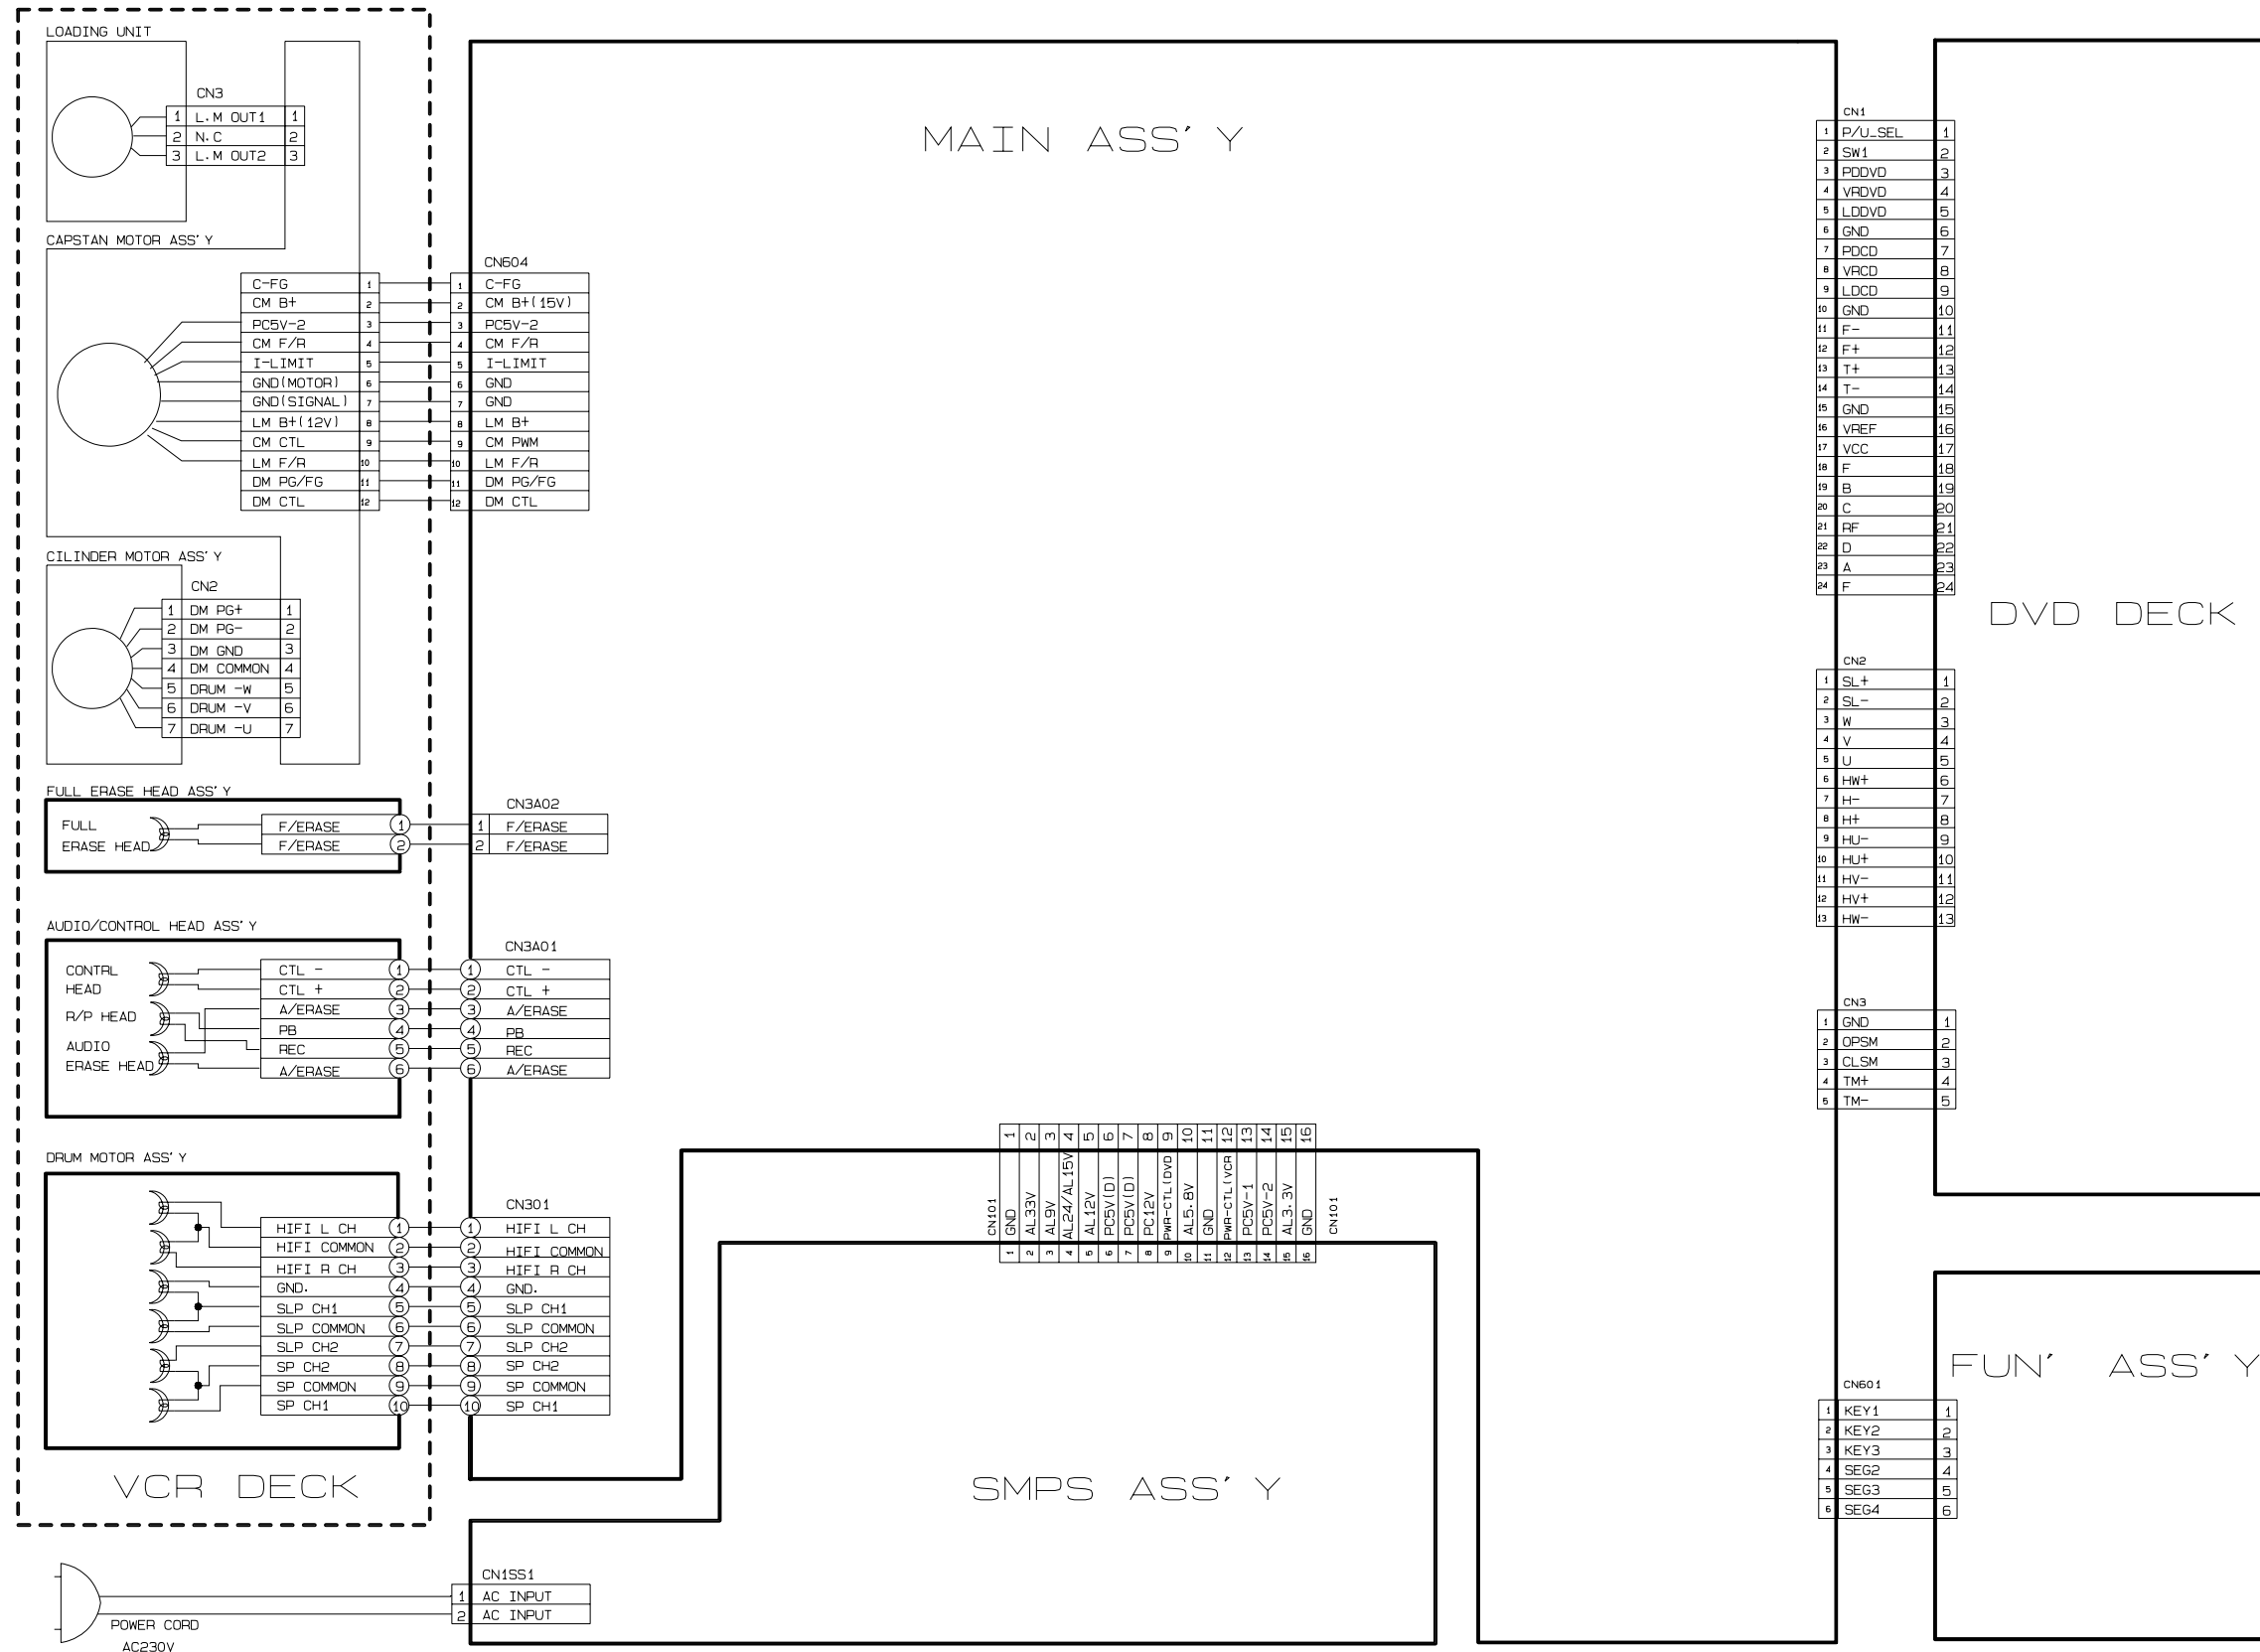 LOADING UNIT
CN3
1 L.M OUT1 1
2 N.C 2
3 L.M OUT2 3
CAPSTAN MOTOR ASS'Y
C-FG 1
CM B+ 2
PC5V-2 3
CM F/R 4
I-LIMIT 5
GND(MOTOR) 6
GND(SIGNAL) 7
LM B+(12V) 8
CM CTL 9
LM F/R 10
DM PG/FG 11
DM CTL 12
CN604
1 C-FG
2 CM B+(15V)
3 PC5V-2
4 CM F/R
5 I-LIMIT
6 GND
7 GND
8 LM B+
9 CM PWM
10 LM F/R
11 DM PG/FG
12 DM CTL
CILINDER MOTOR ASS'Y
CN2
1 DM PG+ 1
2 DM PG- 2
3 DM GND 3
4 DM COMMON 4
5 DRUM -W 5
6 DRUM -V 6
7 DRUM -U 7
FULL ERASE HEAD ASS'Y
FULL
ERASE HEAD
F/ERASE 1
F/ERASE 2
CN3A02
1 F/ERASE
2 F/ERASE
AUDIO/CONTROL HEAD ASS'Y
CONTRL
HEAD
R/P HEAD
AUDIO
ERASE HEAD
CTL - 1
CTL + 2
A/ERASE 3
PB 4
REC 5
A/ERASE 6
CN3A01
1 CTL -
2 CTL +
3 A/ERASE
4 PB
5 REC
6 A/ERASE
DRUM MOTOR ASS'Y
HIFI L CH 1
HIFI COMMON 2
HIFI R CH 3
GND. 4
SLP CH1 5
SLP COMMON 6
SLP CH2 7
SP CH2 8
SP COMMON 9
SP CH1 10
CN301
1 HIFI L CH
2 HIFI COMMON
3 HIFI R CH
4 GND.
5 SLP CH1
6 SLP COMMON
7 SLP CH2
8 SP CH2
9 SP COMMON
10 SP CH1
VCR DECK
POWER CORD
AC230V
CN1SS1
1 AC INPUT
2 AC INPUT
MAIN ASS'Y
CN101
1 GND 1
2 AL33V 2
3 AL9V 3
4 AL24/AL15V 4
5 AL12V 5
6 PC5V(D) 6
7 PC5V(D) 7
8 PC12V 8
9 PWR-CTL(DVD 9
10 AL5.8V 10
11 GND 11
12 PWR-CTL(VCR 12
13 PC5V-1 13
14 PC5V-2 14
15 AL3.3V 15
16 GND 16
CN101
SMPS ASS'Y
CN1
1 P/U_SEL 1
2 SW1 2
3 PDDVD 3
4 VRDVD 4
5 LDDVD 5
6 GND 6
7 PDCD 7
8 VRCD 8
9 LDCD 9
10 GND 10
11 F- 11
12 F+ 12
13 T+ 13
14 T- 14
15 GND 15
16 VREF 16
17 VCC 17
18 F 18
19 B 19
20 C 20
21 RF 21
22 D 22
23 A 23
24 F 24
DVD DECK
CN2
1 SL+ 1
2 SL- 2
3 W 3
4 V 4
5 U 5
6 HW+ 6
7 H- 7
8 H+ 8
9 HU- 9
10 HU+ 10
11 HV- 11
12 HV+ 12
13 HW- 13
CN3
1 GND 1
2 OPSM 2
3 CLSM 3
4 TM+ 4
5 TM- 5
FUN' ASS'Y
CN601
1 KEY1 1
2 KEY2 2
3 KEY3 3
4 SEG2 4
5 SEG3 5
6 SEG4 6